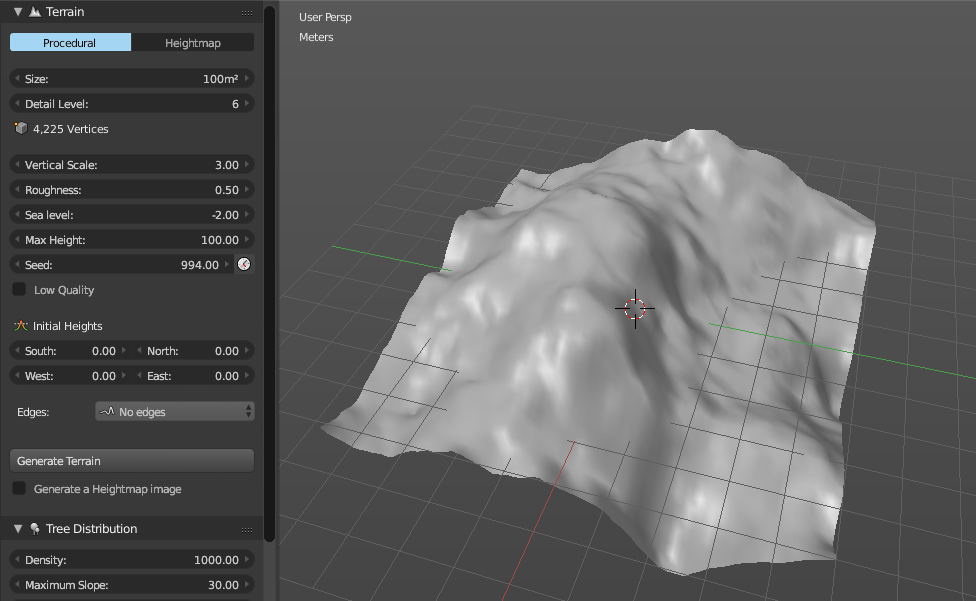 Terrain
Procedural Heightmap
Size: 100m²
Detail Level: 6
4,225 Vertices
Vertical Scale: 3.00
Roughness: 0.50
Sea level: -2.00
Max Height: 100.00
Seed: 994.00
Low Quality
Initial Heights
South: 0.00 North: 0.00
West: 0.00 East: 0.00
Edges: No edges
Generate Terrain
Generate a Heightmap image
Tree Distribution
Density: 1000.00
Maximum Slope: 30.00
User Persp
Meters